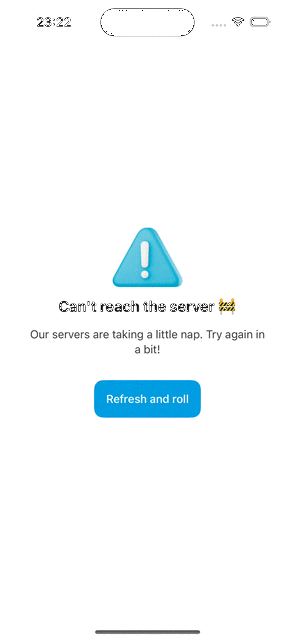 23:22
Can't reach the server 🚧
Our servers are taking a little nap. Try again in
a bit!
Refresh and roll